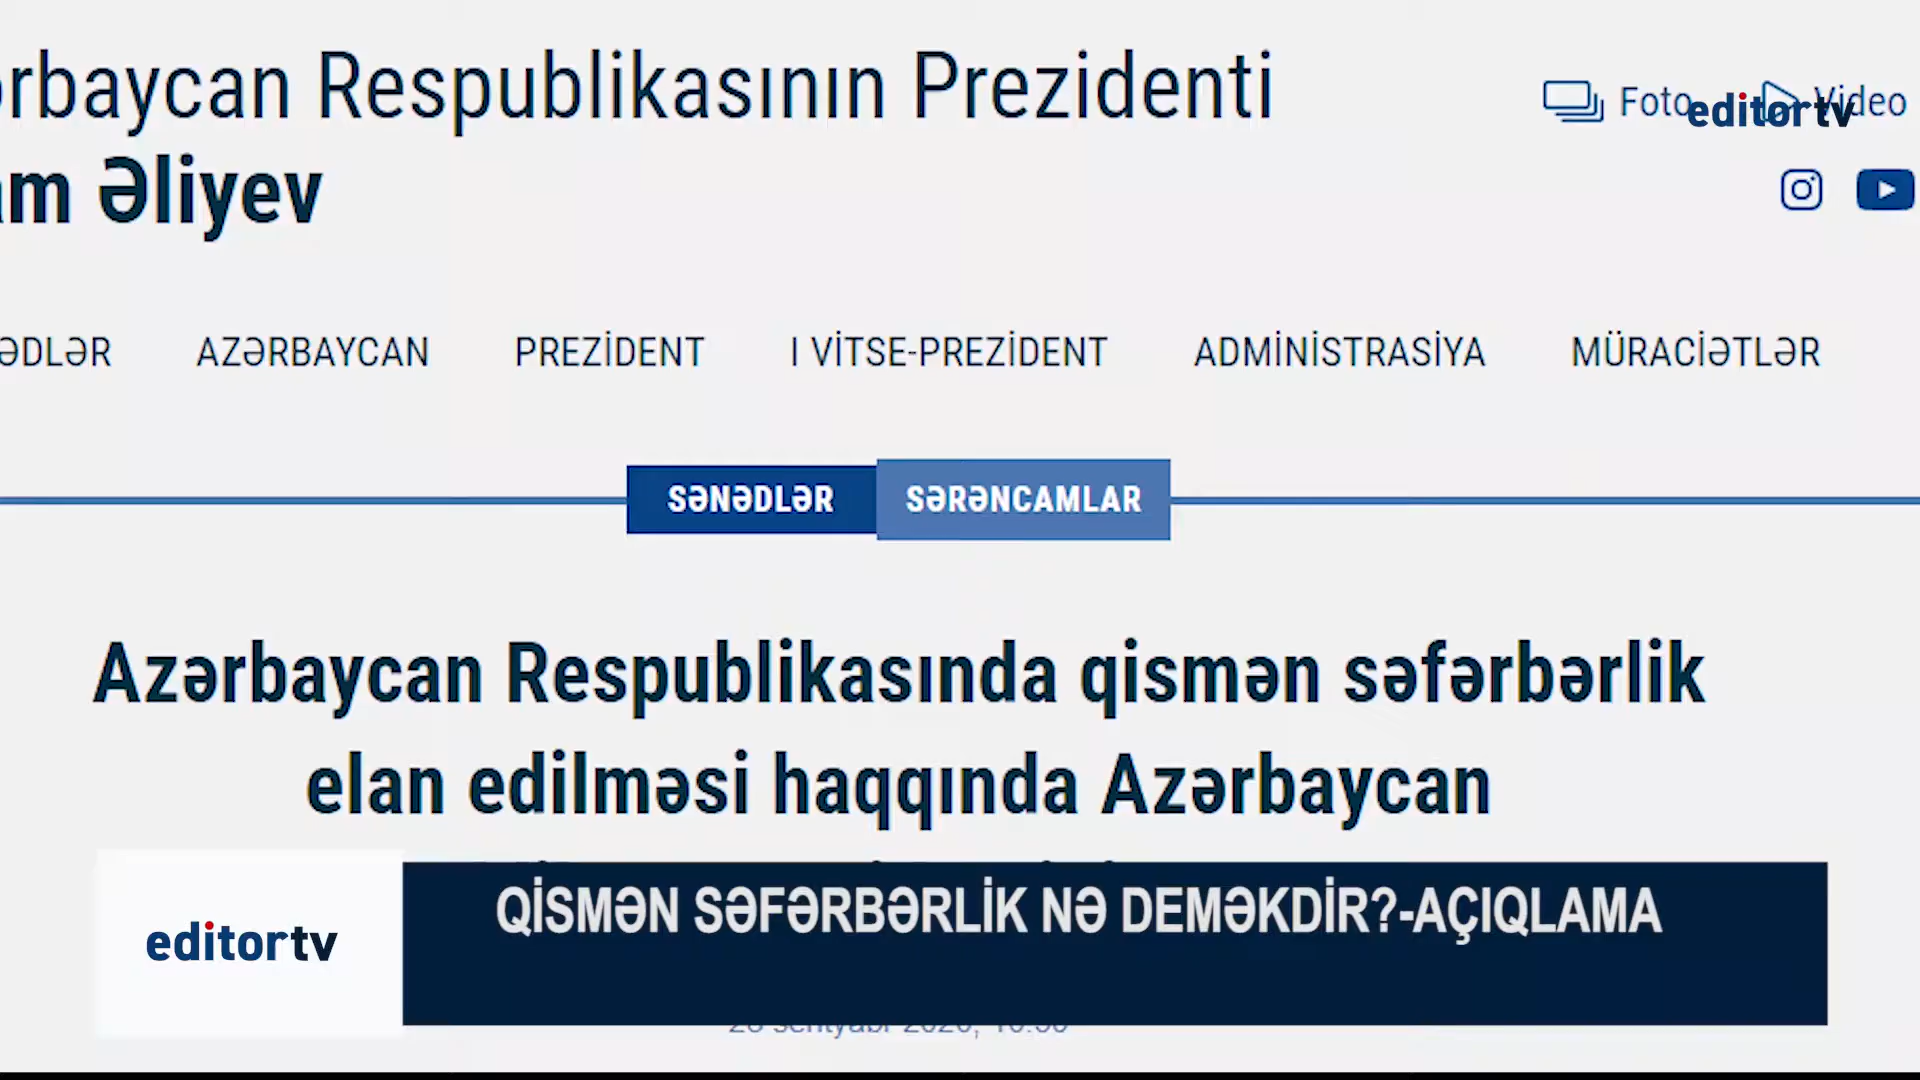 rbaycan Respublikasının Prezidenti
Foto
Video
editortv
am Əliyev
ƏDLƏR AZƏRBAYCAN PREZİDENT I VİTSE-PREZİDENT ADMİNİSTRASİYA MÜRACİƏTLƏR
SƏNƏDLƏR SƏRƏNCAMLAR
Azərbaycan Respublikasında qismən səfərbərlik
elan edilməsi haqqında Azərbaycan
editortv
QİSMƏN SƏFƏRBƏRLİK NƏ DEMƏKDİR?-AÇIQLAMA